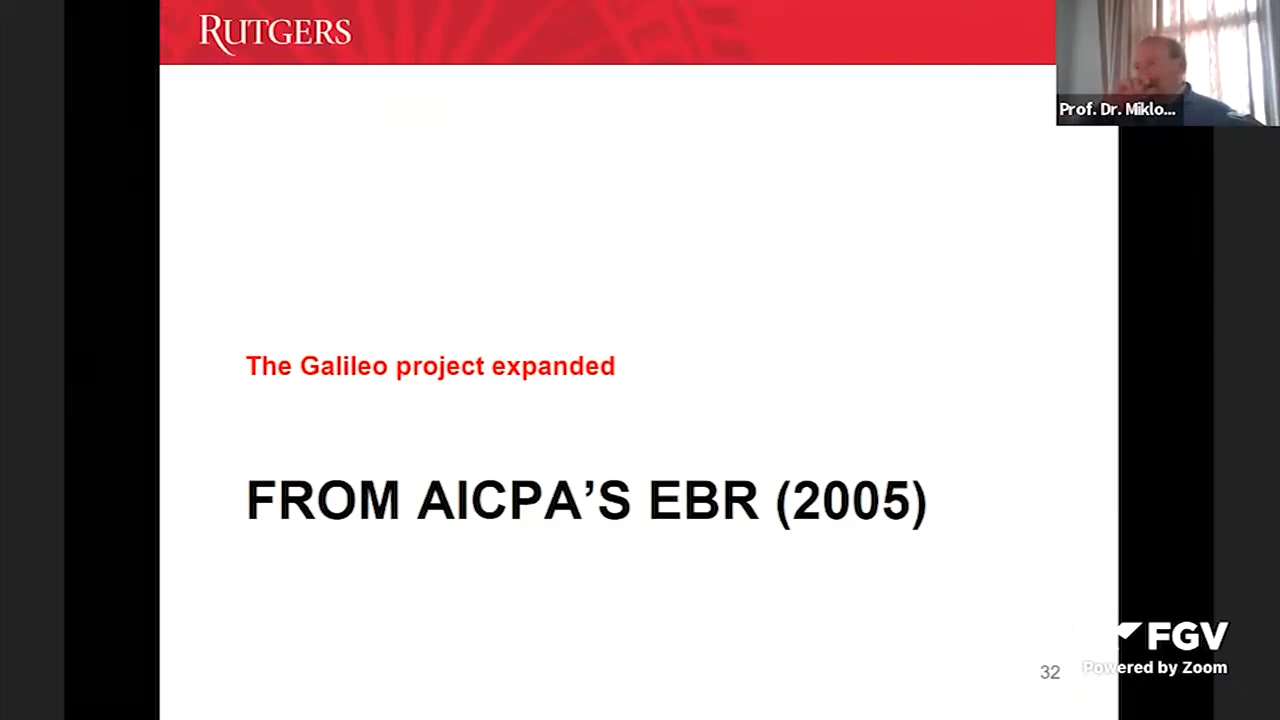 RUTGERS
Prof. Dr. Miklo...
The Galileo project expanded
FROM AICPA’S EBR (2005)
FGV
32
Powered by Zoom